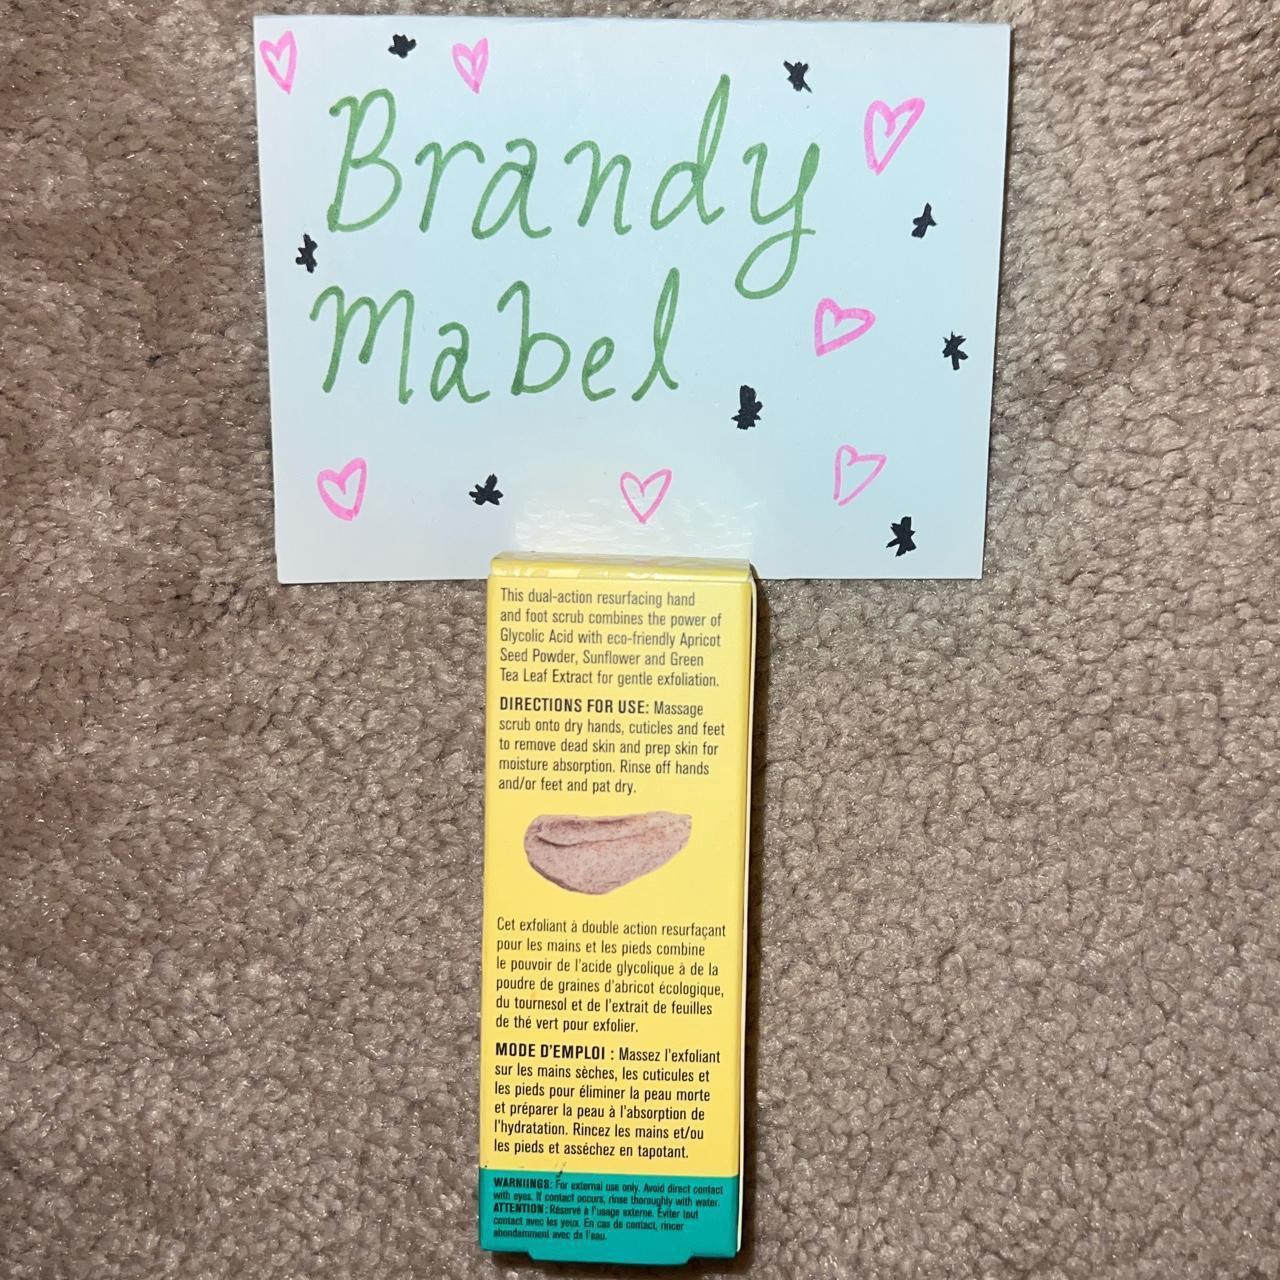 Brandy
Mabel
This dual-action resurfacing hand
and foot scrub combines the power of
Glycolic Acid with eco-friendly Apricot
Seed Powder, Sunflower and Green
Tea Leaf Extract for gentle exfoliation.
DIRECTIONS FOR USE: Massage
scrub onto dry hands, cuticles and feet
to remove dead skin and prep skin for
moisture absorption. Rinse off hands
and/or feet and pat dry.
Cet exfoliant à double action resurfaçant
pour les mains et les pieds combine
le pouvoir de l'acide glycolique à de la
poudre de graines d'abricot écologique,
du tournesol et de l'extrait de feuilles
de thé vert pour exfolier.
MODE D'EMPLOI : Massez l'exfoliant
sur les mains sèches, les cuticules et
les pieds pour éliminer la peau morte
et préparer la peau à l'absorption de
l'hydratation. Rincez les mains et/ou
les pieds et asséchez en tapotant.
WARNIINGS: For external use only. Avoid direct contact
with eyes. If contact occurs, rinse thoroughly with water.
ATTENTION : Réservé à l'usage externe. Éviter tout
contact avec les yeux. En cas de contact, rincer
abondamment avec de l'eau.